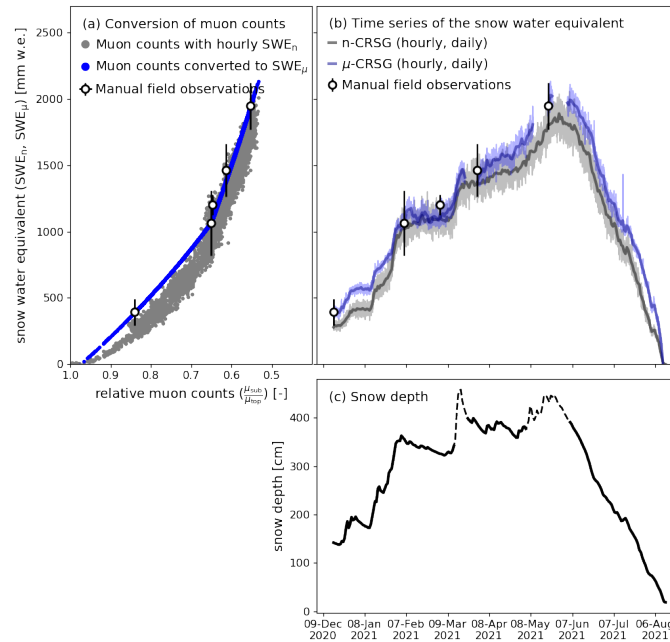 (a) Conversion of muon counts
Muon counts with hourly SWEₙ
Muon counts converted to SWE_μ
Manual field observations
snow water equivalent (SWEₙ, SWE_μ) [mm w.e.]
2500
2000
1500
1000
500
0
1.0 0.9 0.8 0.7 0.6 0.5
relative muon counts (μ_sub/μ_top) [-]
(b) Time series of the snow water equivalent
n-CRSG (hourly, daily)
μ-CRSG (hourly, daily)
Manual field observations
(c) Snow depth
snow depth [cm]
400
300
200
100
0
09-Dec 08-Jan 07-Feb 09-Mar 08-Apr 08-May 07-Jun 07-Jul 06-Aug
2020 2021 2021 2021 2021 2021 2021 2021 2021